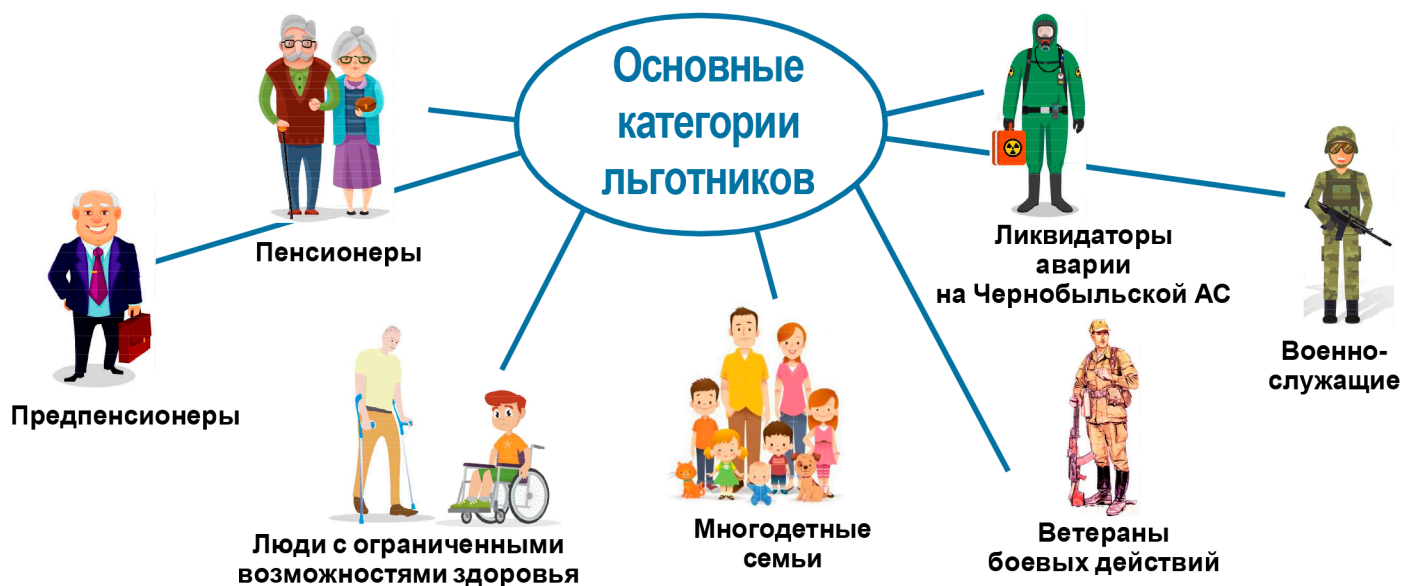 Основные
категории
льготников
Пенсионеры
Предпенсионеры
Люди с ограниченными
возможностями здоровья
Многодетные
семьи
Ветераны
боевых действий
Ликвидаторы
аварии
на Чернобыльской АС
Военно-
служащие